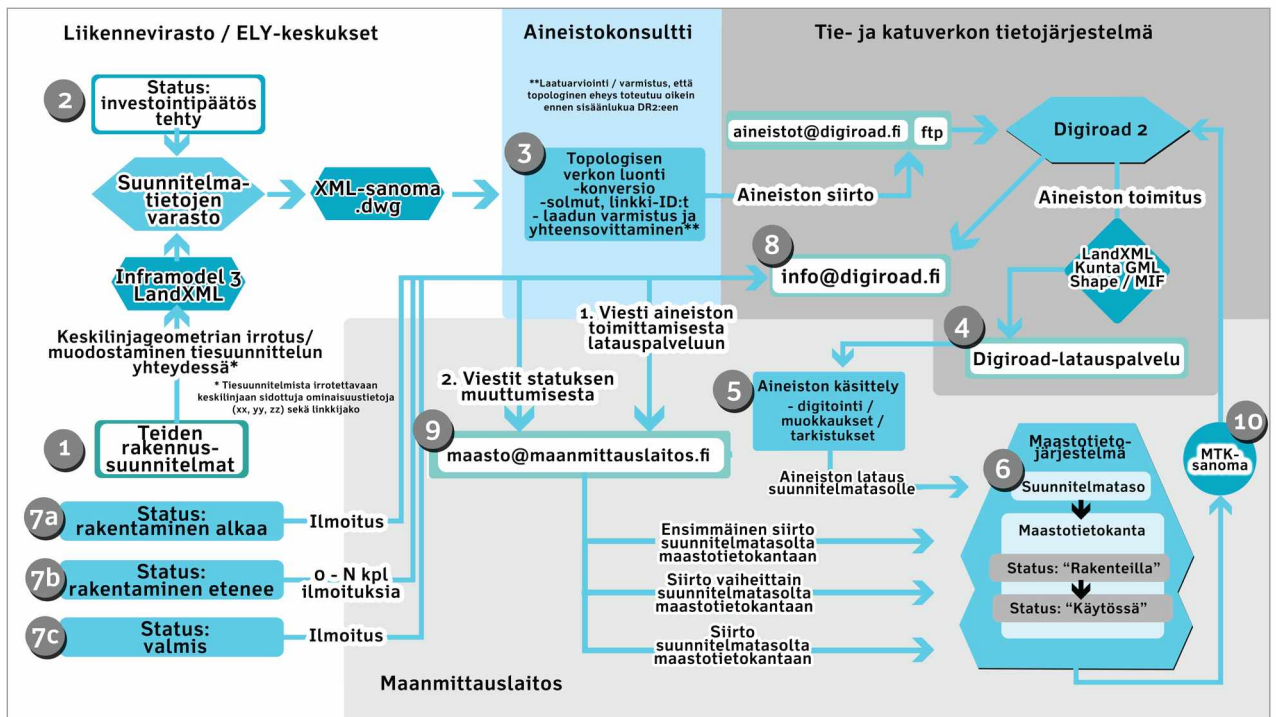 Liikennevirasto / ELY-keskukset
Aineistokonsultti
Tie- ja katuverkon tietojärjestelmä
2
Status:
investointipäätös
tehty
Suunnitelma-
tietojen
varasto
XML-sanoma
.dwg
Inframodel 3
LandXML
Keskilinjageometrian irrotus/
muodostaminen tiesuunnittelun
yhteydessä*
* Tiesuunnitelmista irrotettavaan
keskilinjaan sidottuja ominaisuustietoja
(xx, yy, zz) sekä linkkijako
1
Teiden
rakennus-
suunnitelmat
7a
Status:
rakentaminen alkaa
Ilmoitus
7b
Status:
rakentaminen etenee
0 - N kpl
ilmoituksia
7c
Status:
valmis
Ilmoitus
**Laatuarviointi / varmistus, että
topologinen eheys toteutuu oikein
ennen sisäänlukua DR2:een
3
Topologisen
verkon luonti
-konversio
-solmut, linkki-ID:t
- laadun varmistus ja
yhteensovittaminen**
Aineiston siirto
aineistot@digiroad.fi
ftp
Digiroad 2
Aineiston toimitus
8
info@digiroad.fi
LandXML
Kunta GML
Shape / MIF
4
Digiroad-latauspalvelu
1. Viesti aineiston
toimittamisesta
latauspalveluun
2. Viestit statuksen
muuttumisesta
9
maasto@maanmittauslaitos.fi
5
Aineiston käsittely
- digitointi /
muokkaukset /
tarkistukset
Aineiston lataus
suunnitelmatasolle
Ensimmäinen siirto
suunnitelmatasolta
maastotietokantaan
Siirto vaiheittain
suunnitelmatasolta
maastotietokantaan
Siirto
suunnitelmatasolta
maastotietokantaan
Maastotieto-
järjestelmä
6
Suunnitelmataso
Maastotietokanta
Status: “Rakenteilla”
Status: “Käytössä”
10
MTK-
sanoma
Maanmittauslaitos